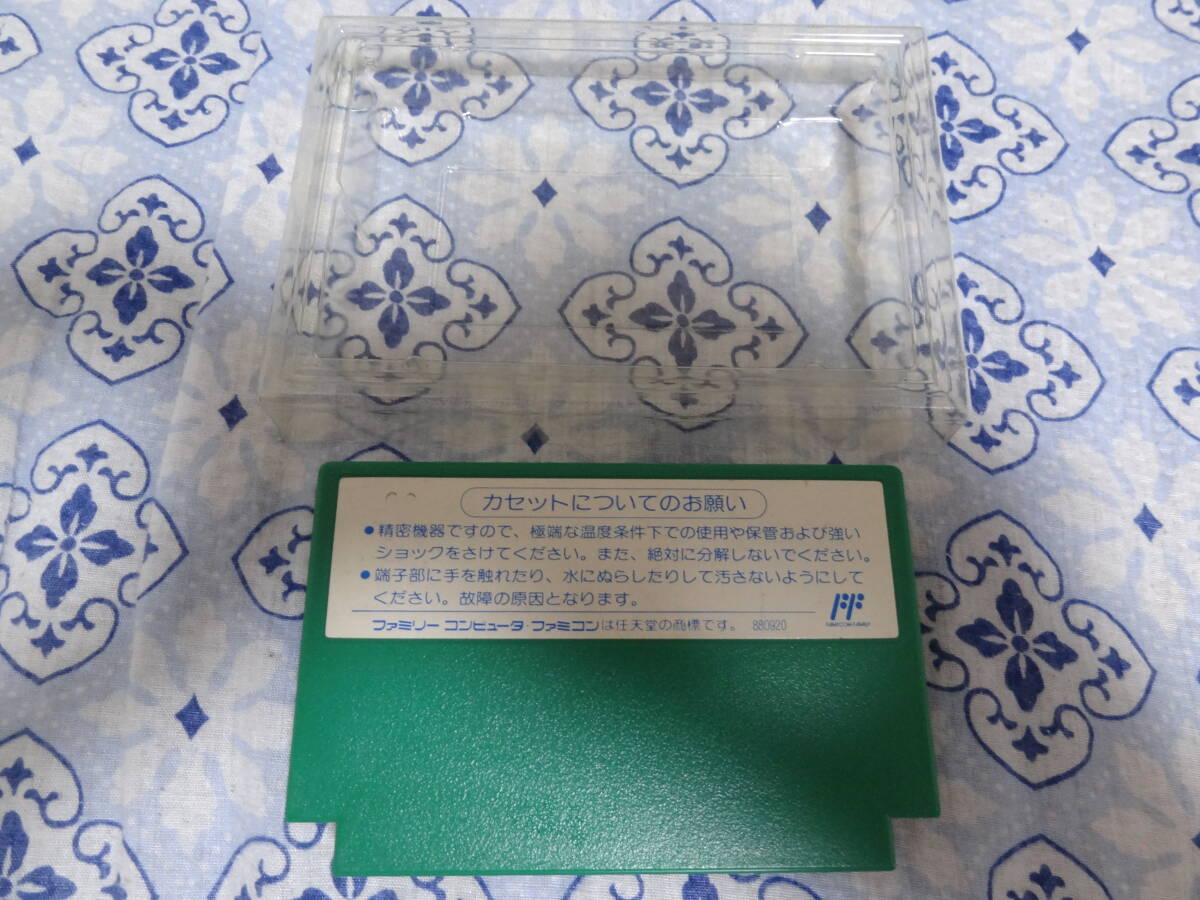 カセットについてのお願い
●精密機器ですので、極端な温度条件下での使用や保管および強い
ショックをさけてください。また、絶対に分解しないでください。
●端子部に手を触れたり、水にぬらしたりして汚さないようにして
ください。故障の原因となります。
ファミリー コンピュータ・ファミコンは任天堂の商標です。 880920
FAMICOM FAMILY